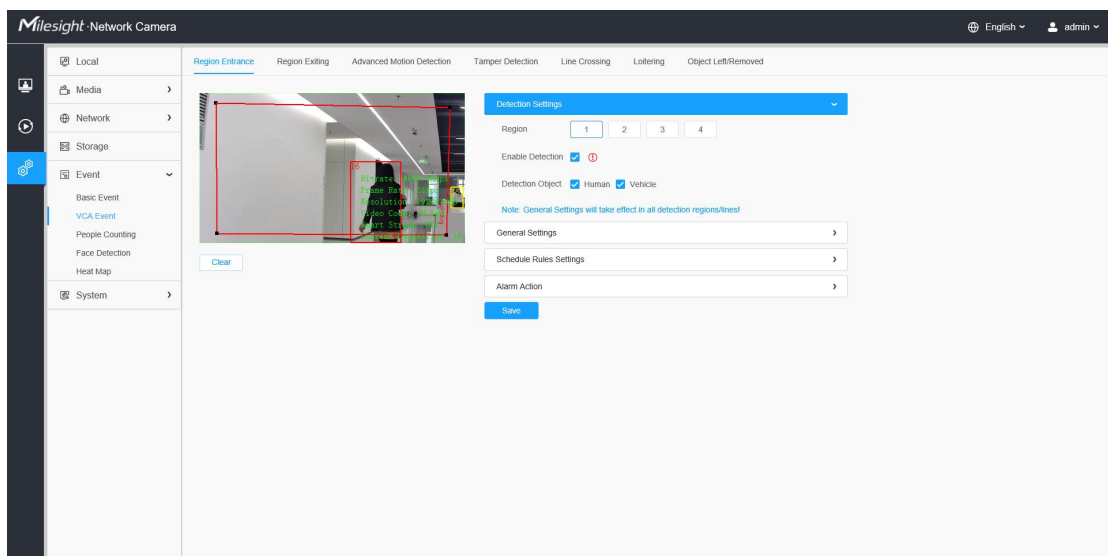 Milesight · Network Camera
English
admin
Local
Media
Network
Storage
Event
Basic Event
VCA Event
People Counting
Face Detection
Heat Map
System
Region Entrance Region Exiting Advanced Motion Detection Tamper Detection Line Crossing Loitering Object Left/Removed
16
Frame Rat
Clear
Detection Settings
Region 1 2 3 4
Enable Detection
Detection Object Human Vehicle
Note: General Settings will take effect in all detection regions/lines!
General Settings
Schedule Rules Settings
Alarm Action
Save